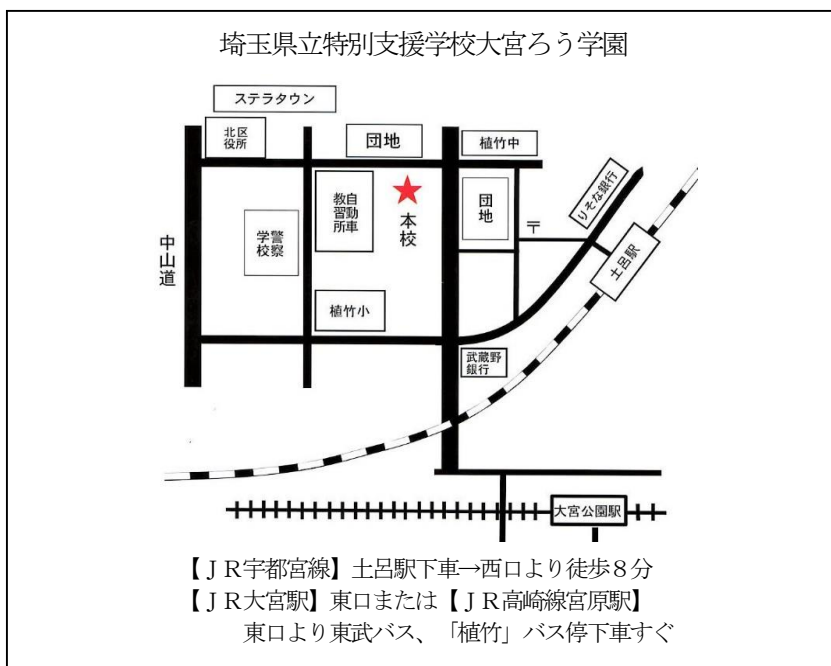 埼玉県立特別支援学校大宮ろう学園
ステラタウン
北区
役所
団地
植竹中
りそな銀行
自動車
教習所
本校
団地
〒
警察
学校
中山道
土呂駅
植竹小
武蔵野
銀行
大宮公園駅
【ＪＲ宇都宮線】土呂駅下車→西口より徒歩８分
【ＪＲ大宮駅】東口または【ＪＲ高崎線宮原駅】
東口より東武バス、「植竹」バス停下車すぐ